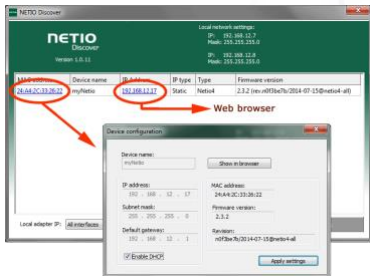 NETIO Discover
NETIO
Discover
Version 1.0.11
Local network settings:
IP: 192.168.12.7
Mask: 255.255.255.0
IP: 192.168.12.8
Mask: 255.255.255.0
MAC address Device name IP Address IP type Type Firmware version
24:A4:2C:33:26:22 myNetio 192.168.12.17 Static Netio4 2.3.2 (rev.n0f3be7b/2014-07-15@netio4-all)
Web browser
Device configuration
Device name:
myNetio
Show in browser
IP address:
192 . 168 . 12 . 17
MAC address:
24:A4:2C:33:26:22
Subnet mask:
255 . 255 . 255 . 0
Firmware version:
2.3.2
Default gateway:
192 . 168 . 12 . 1
Revision:
n0f3be7b/2014-07-15@netio4-all
Enable DHCP
Apply settings
Local adapter IP: All interfaces